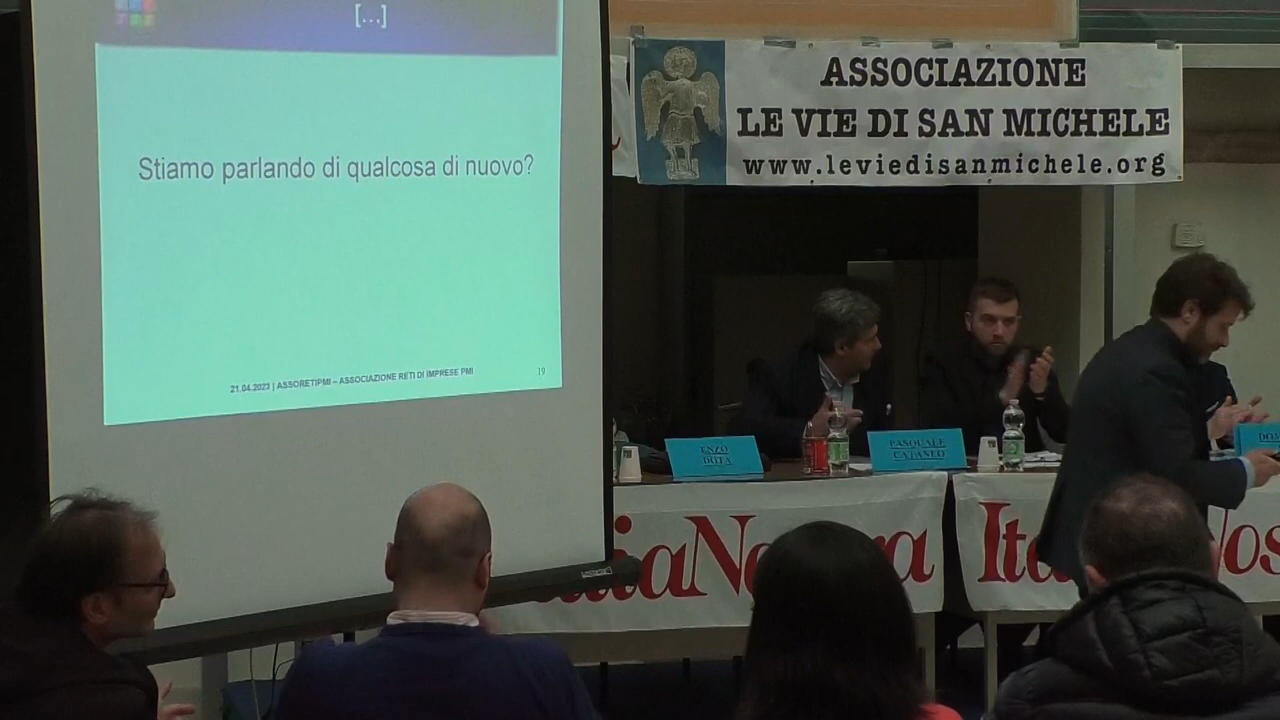 [...]
Stiamo parlando di qualcosa di nuovo?
21.04.2023 | ASSORETIPMI – ASSOCIAZIONE RETI DI IMPRESE PMI
19
ASSOCIAZIONE
LE VIE DI SAN MICHELE
www.leviedisanmichele.org
ENZO
DOTA
PASQUALE
CATANEO
DOM